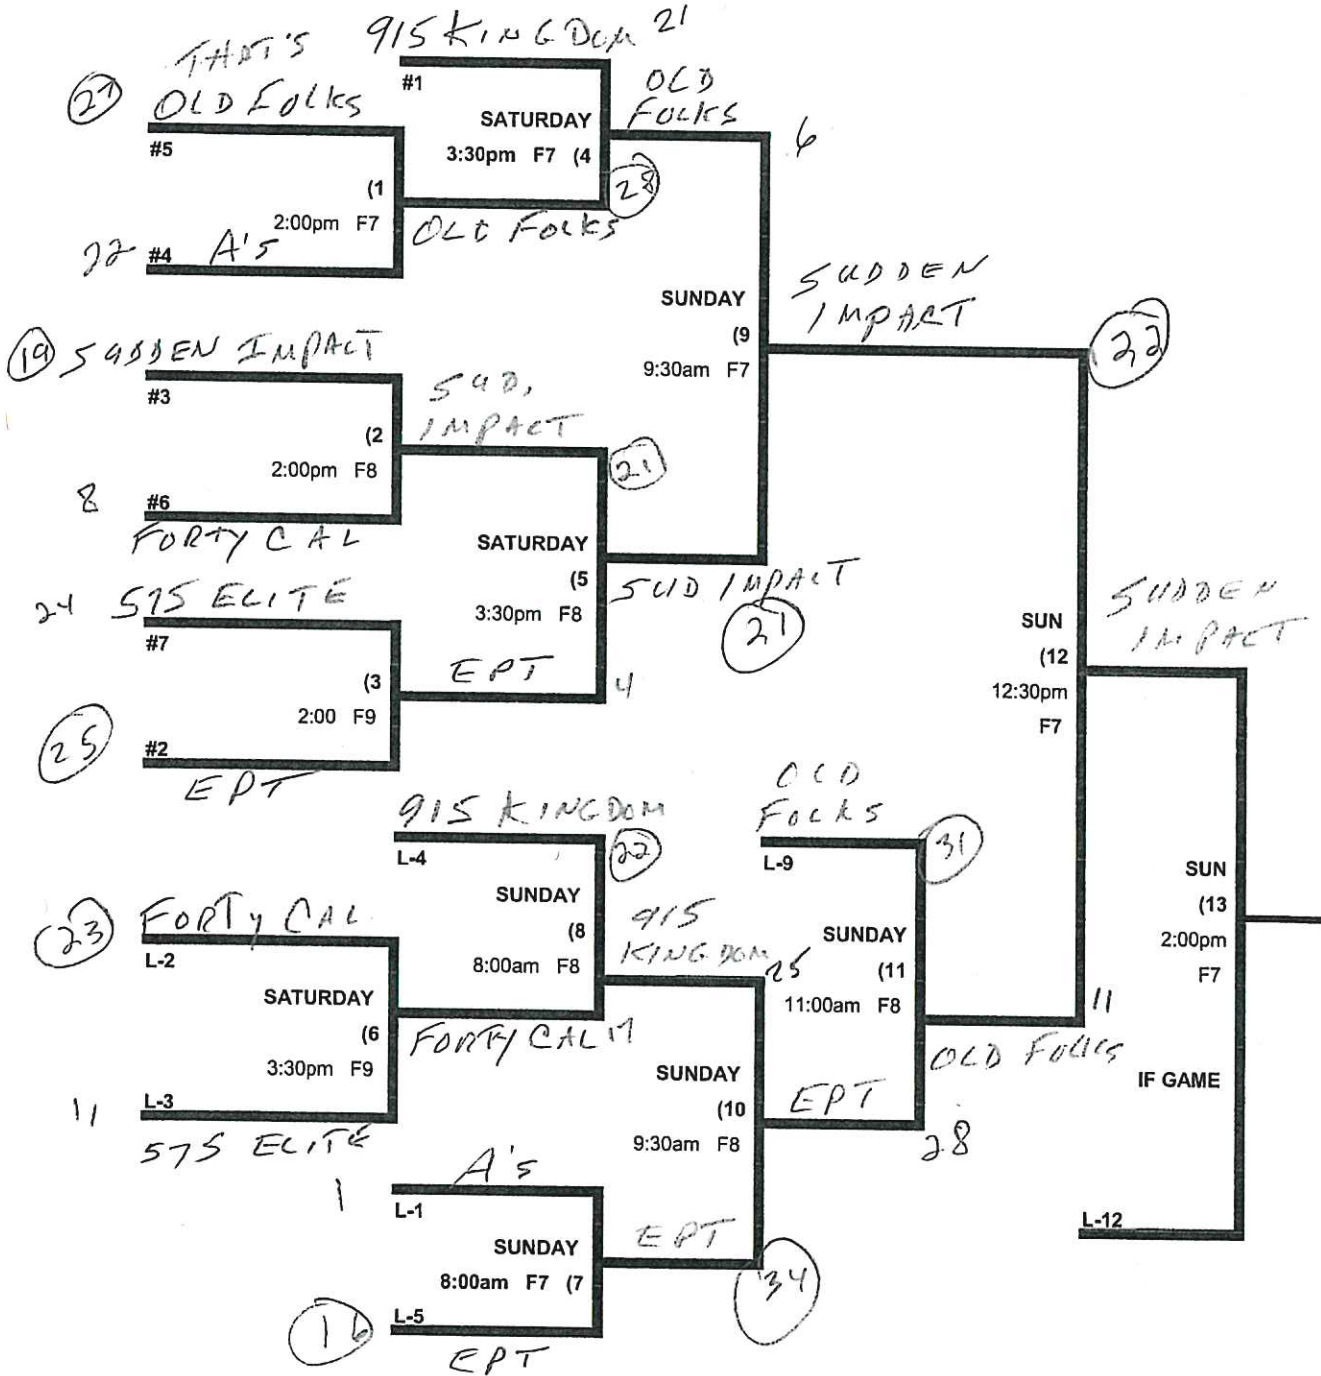 915 KINGDOM 21
THAT'S
OLD FOLKS
27
#1
OLD
FOLKS
#5
SATURDAY
3:30pm F7 (4
6
(1
28
2:00pm F7
OLD FOLKS
22 #4 A'S
SUNDAY
(9
9:30am F7
SUDDEN
IMPACT
22
19 SUDDEN IMPACT
#3
SUD.
IMPACT
(2
2:00pm F8
21
8 #6
FORTY CAL
SATURDAY
(5
3:30pm F8
SUD IMPACT
27
24 575 ELITE
#7
EPT 4
(3
2:00 F9
25 #2
EPT
SUN
(12
12:30pm
F7
SUDDEN
IMPACT
915 KINGDOM
L-4
22
OLD
FOLKS
L-9
31
SUNDAY
(8
8:00am F8
SUN
(13
2:00pm
F7
23 FORTY CAL
L-2
915
KINGDOM
25
SUNDAY
(11
11:00am F8
SATURDAY
(6
3:30pm F9
FORTY CAL 17
11
OLD FOLKS
IF GAME
SUNDAY
(10
9:30am F8
EPT
28
11 L-3
575 ELITE
A'S
1
L-1
SUNDAY
8:00am F7 (7
EPT
34
L-12
16 L-5
EPT